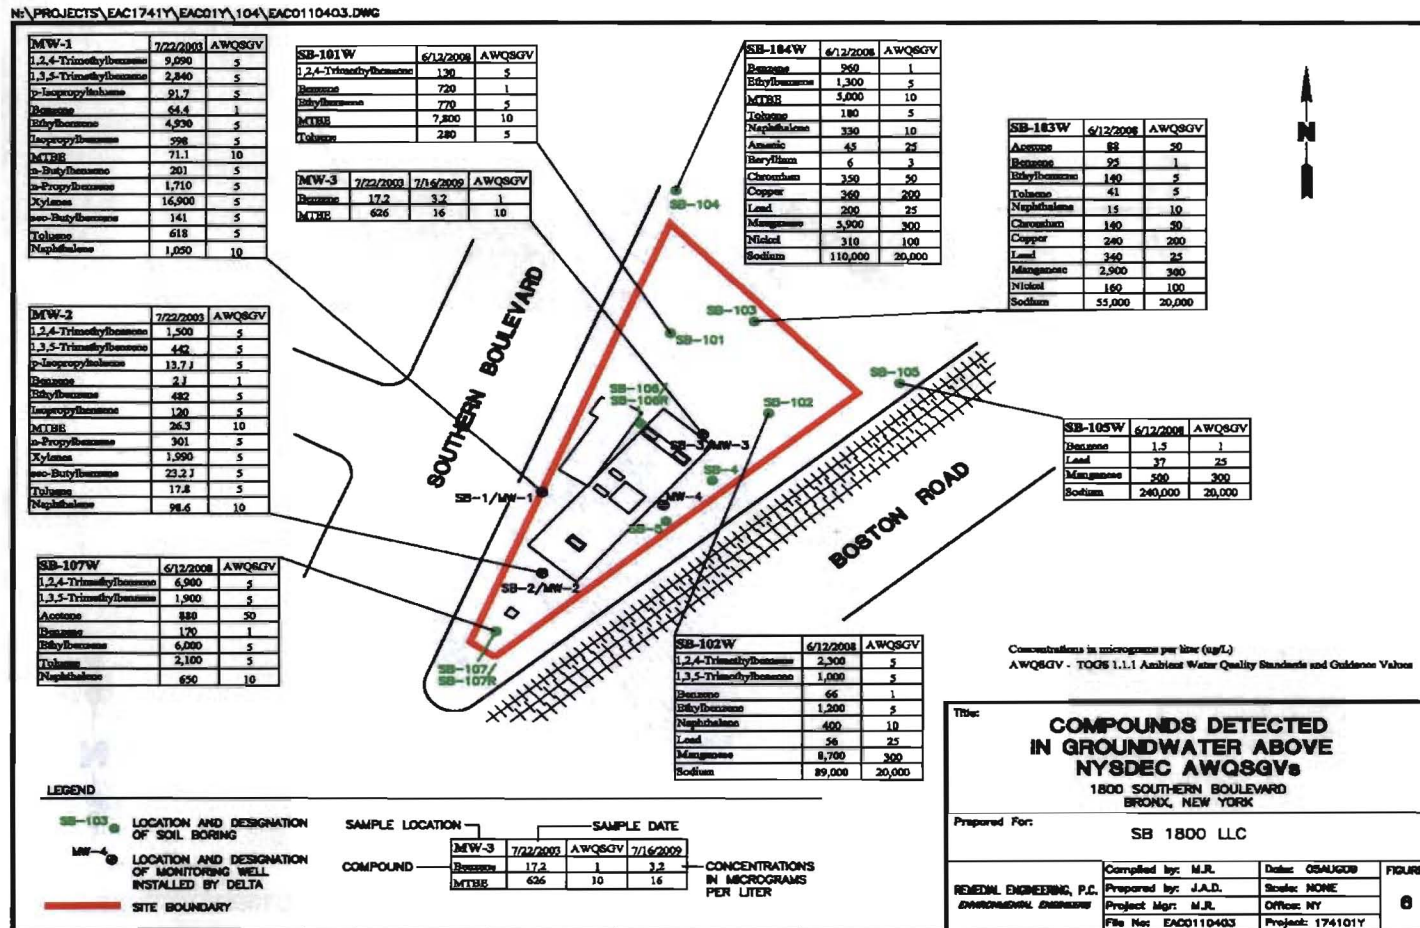 N:\PROJECTS\EAC1741Y\EAC01Y\104\EAC0110403.DWG
MW-1 7/22/2003 AWQSGV
1,2,4-Trimethylbenzene 9,090 5
1,3,5-Trimethylbenzene 2,840 5
p-Isopropyltoluene 91.7 5
Benzene 64.4 1
Ethylbenzene 4,930 5
Isopropylbenzene 598 5
MTBE 71.1 10
n-Butylbenzene 201 5
n-Propylbenzene 1,710 5
Xylenes 16,900 5
sec-Butylbenzene 141 5
Toluene 618 5
Naphthalene 1,050 10
SB-101W 6/12/2008 AWQSGV
1,2,4-Trimethylbenzene 130 5
Benzene 720 1
Ethylbenzene 770 5
MTBE 7,800 10
Toluene 280 5
MW-3 7/22/2003 7/16/2009 AWQSGV
Benzene 17.2 3.2 1
MTBE 626 16 10
SB-104W 6/12/2008 AWQSGV
Benzene 960 1
Ethylbenzene 1,300 5
MTBE 5,000 10
Toluene 180 5
Naphthalene 330 10
Arsenic 45 25
Beryllium 6 3
Chromium 350 50
Copper 360 200
Lead 200 25
Manganese 5,900 300
Nickel 310 100
Sodium 110,000 20,000
SB-103W 6/12/2008 AWQSGV
Acetone 88 50
Benzene 95 1
Ethylbenzene 140 5
Toluene 41 5
Naphthalene 15 10
Chromium 140 50
Copper 240 200
Lead 340 25
Manganese 2,900 300
Nickel 160 100
Sodium 55,000 20,000
N
MW-2 7/22/2003 AWQSGV
1,2,4-Trimethylbenzene 1,500 5
1,3,5-Trimethylbenzene 442 5
p-Isopropyltoluene 13.7 J 5
Benzene 2 J 1
Ethylbenzene 482 5
Isopropylbenzene 120 5
MTBE 26.3 10
n-Propylbenzene 301 5
Xylenes 1,990 5
sec-Butylbenzene 23.2 J 5
Toluene 17.8 5
Naphthalene 98.6 10
SB-107W 6/12/2008 AWQSGV
1,2,4-Trimethylbenzene 6,900 5
1,3,5-Trimethylbenzene 1,900 5
Acetone 880 50
Benzene 170 1
Ethylbenzene 6,000 5
Toluene 2,100 5
Naphthalene 650 10
SOUTHERN BOULEVARD
BOSTON ROAD
SB-104
SB-103
SB-101
SB-105
SB-106/
SB-106R
SB-102
SB-3/MW-3
SB-4
SB-1/MW-1
MW-4
SB-5
SB-2/MW-2
SB-107/
SB-107R
SB-105W 6/12/2008 AWQSGV
Benzene 1.5 1
Lead 37 25
Manganese 500 300
Sodium 240,000 20,000
SB-102W 6/12/2008 AWQSGV
1,2,4-Trimethylbenzene 2,300 5
1,3,5-Trimethylbenzene 1,000 5
Benzene 66 1
Ethylbenzene 1,200 5
Naphthalene 400 10
Lead 56 25
Manganese 8,700 300
Sodium 89,000 20,000
Concentrations in micrograms per liter (ug/L)
AWQSGV - TOGS 1.1.1 Ambient Water Quality Standards and Guidance Values
LEGEND
SB-103 LOCATION AND DESIGNATION
OF SOIL BORING
MW-4 LOCATION AND DESIGNATION
OF MONITORING WELL
INSTALLED BY DELTA
SITE BOUNDARY
SAMPLE LOCATION SAMPLE DATE
MW-3 7/22/2003 AWQSGV 7/16/2009
COMPOUND Benzene 17.2 1 3.2 CONCENTRATIONS
MTBE 626 10 16 IN MICROGRAMS
PER LITER
Title:
COMPOUNDS DETECTED
IN GROUNDWATER ABOVE
NYSDEC AWQSGVs
1800 SOUTHERN BOULEVARD
BRONX, NEW YORK
Prepared For:
SB 1800 LLC
REMEDIAL ENGINEERING, P.C.
ENVIRONMENTAL ENGINEERS
Compiled by: M.R. Date: 05AUG09 FIGURE
Prepared by: J.A.D. Scale: NONE
Project Mgr: M.R. Office: NY 6
File No: EAC0110403 Project: 174101Y